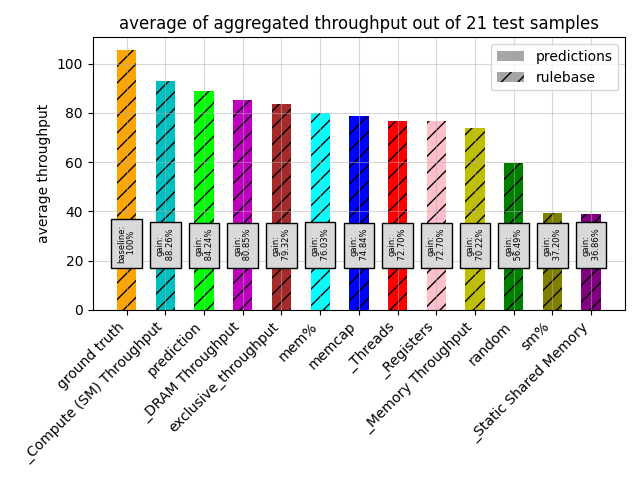 average of aggregated throughput out of 21 test samples
predictions
rulebase
average throughput
100
80
60
40
20
0
baseline:
100%
gain:
88.26%
gain:
84.24%
gain:
80.85%
gain:
79.32%
gain:
76.03%
gain:
74.84%
gain:
72.70%
gain:
72.70%
gain:
70.22%
gain:
56.49%
gain:
37.20%
gain:
36.86%
ground truth
_Compute (SM) Throughput
prediction
_DRAM Throughput
exclusive_throughput
mem%
memcap
_Threads
_Registers
_Memory Throughput
random
sm%
_Static Shared Memory